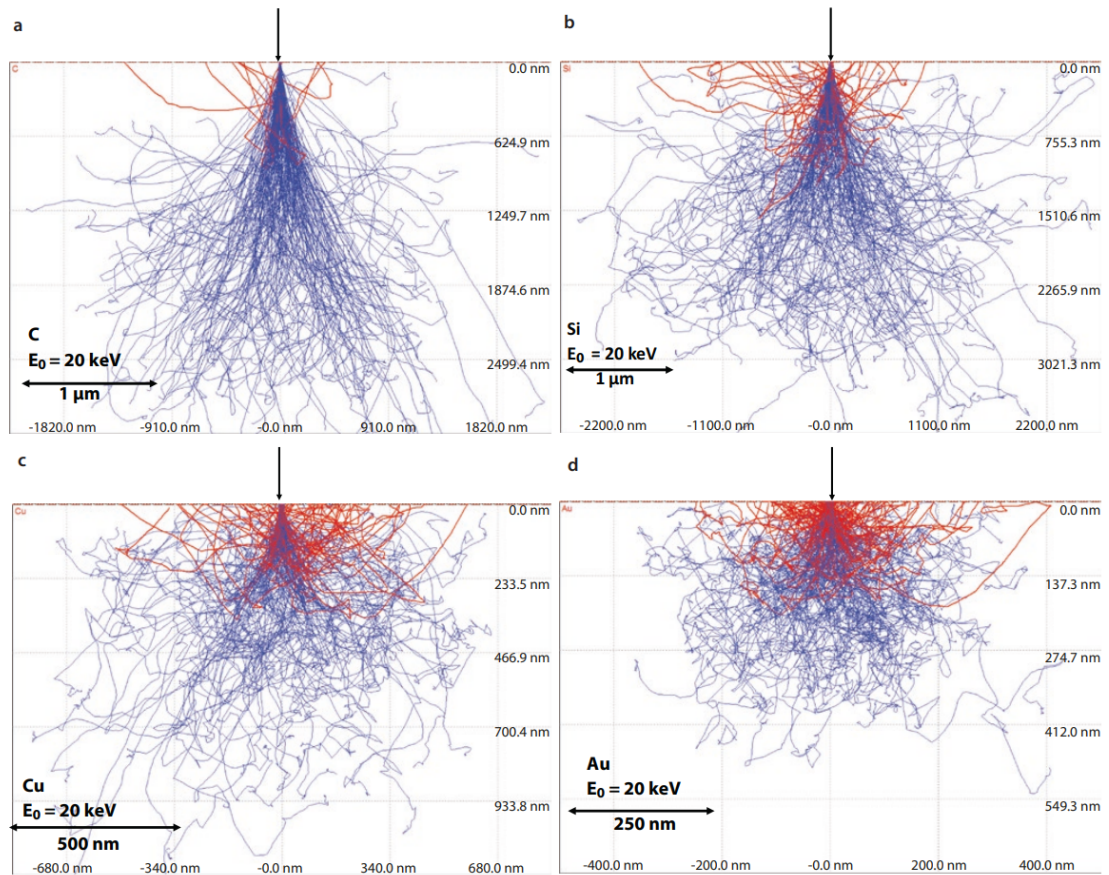 a
C
0.0 nm
624.9 nm
1249.7 nm
1874.6 nm
C
E0 = 20 keV
2499.4 nm
1 μm
-1820.0 nm -910.0 nm -0.0 nm 910.0 nm 1820.0 nm
b
Si
0.0 nm
755.3 nm
1510.6 nm
2265.9 nm
Si
E0 = 20 keV
3021.3 nm
1 μm
-2200.0 nm -1100.0 nm -0.0 nm 1100.0 nm 2200.0 nm
c
Cu
0.0 nm
233.5 nm
466.9 nm
700.4 nm
Cu
E0 = 20 keV
933.8 nm
500 nm
-680.0 nm -340.0 nm -0.0 nm 340.0 nm 680.0 nm
d
Au
0.0 nm
137.3 nm
274.7 nm
412.0 nm
Au
E0 = 20 keV
549.3 nm
250 nm
-400.0 nm -200.0 nm -0.0 nm 200.0 nm 400.0 nm